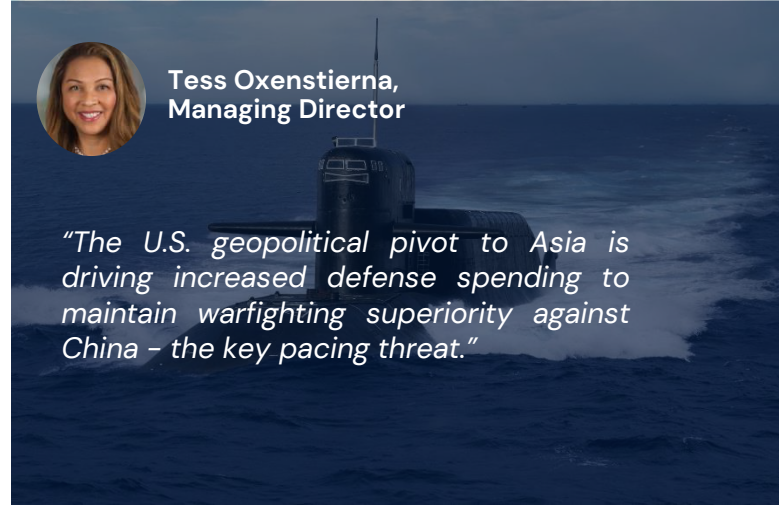 Tess Oxenstierna,
Managing Director
“The U.S. geopolitical pivot to Asia is
driving increased defense spending to
maintain warfighting superiority against
China - the key pacing threat.”